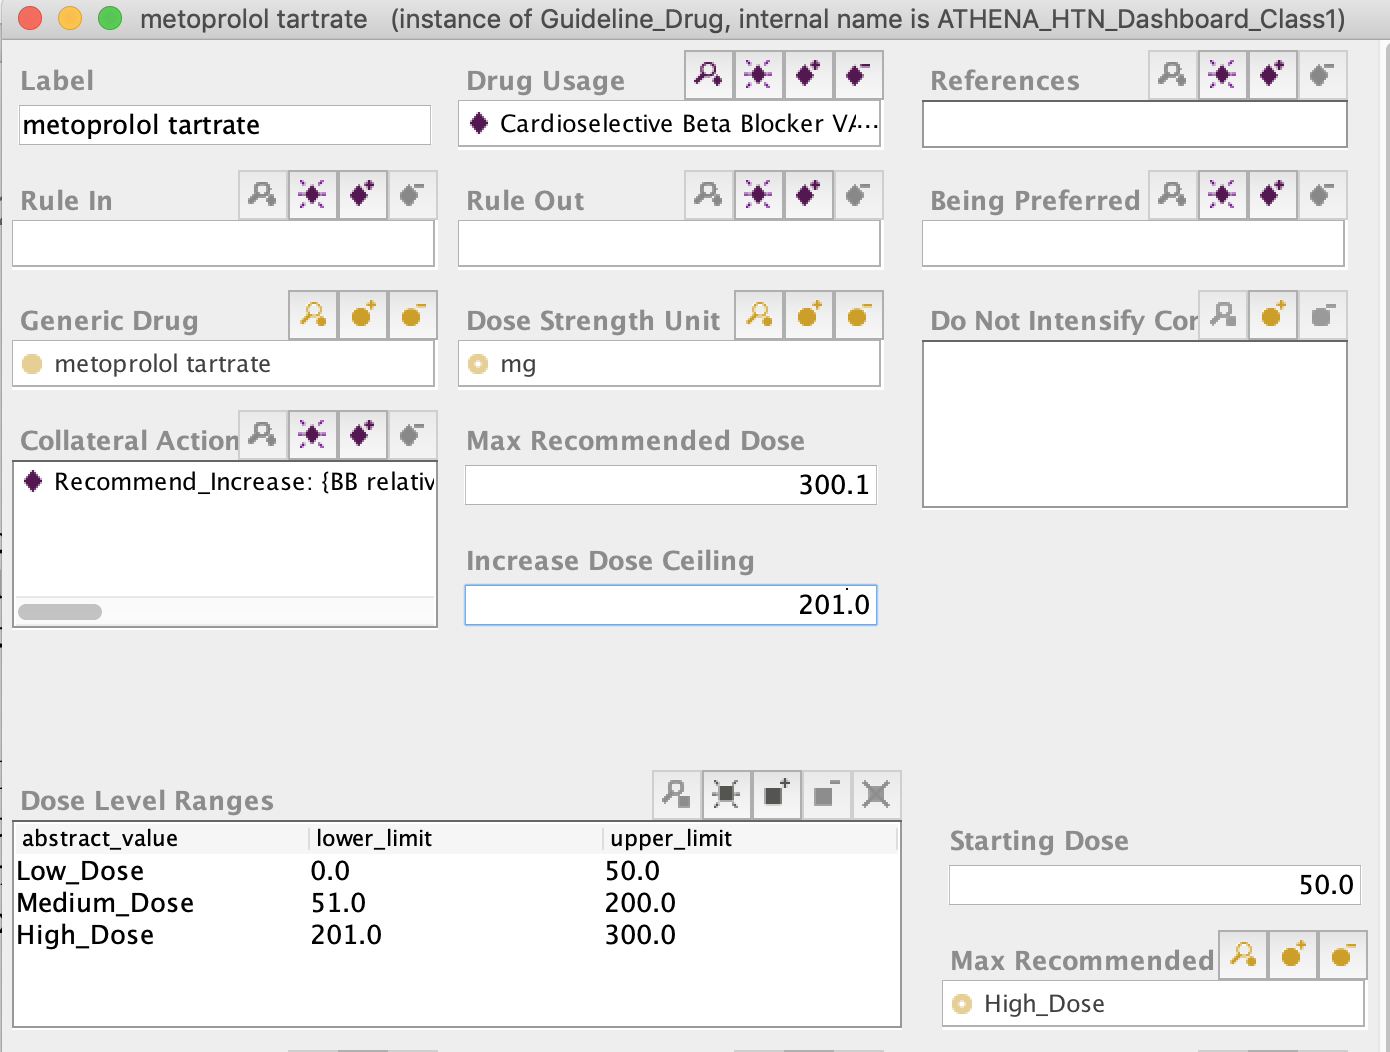 metoprolol tartrate   (instance of Guideline_Drug, internal name is ATHENA_HTN_Dashboard_Class1)
Label
Drug Usage
References
metoprolol tartrate
Cardioselective Beta Blocker VA...
Rule In
Rule Out
Being Preferred
Generic Drug
Dose Strength Unit
Do Not Intensify Cor
metoprolol tartrate
mg
Collateral Action
Max Recommended Dose
Recommend_Increase: {BB relativ
300.1
Increase Dose Ceiling
201.0
Dose Level Ranges
abstract_value lower_limit upper_limit
Low_Dose 0.0 50.0
Medium_Dose 51.0 200.0
High_Dose 201.0 300.0
Starting Dose
50.0
Max Recommended
High_Dose